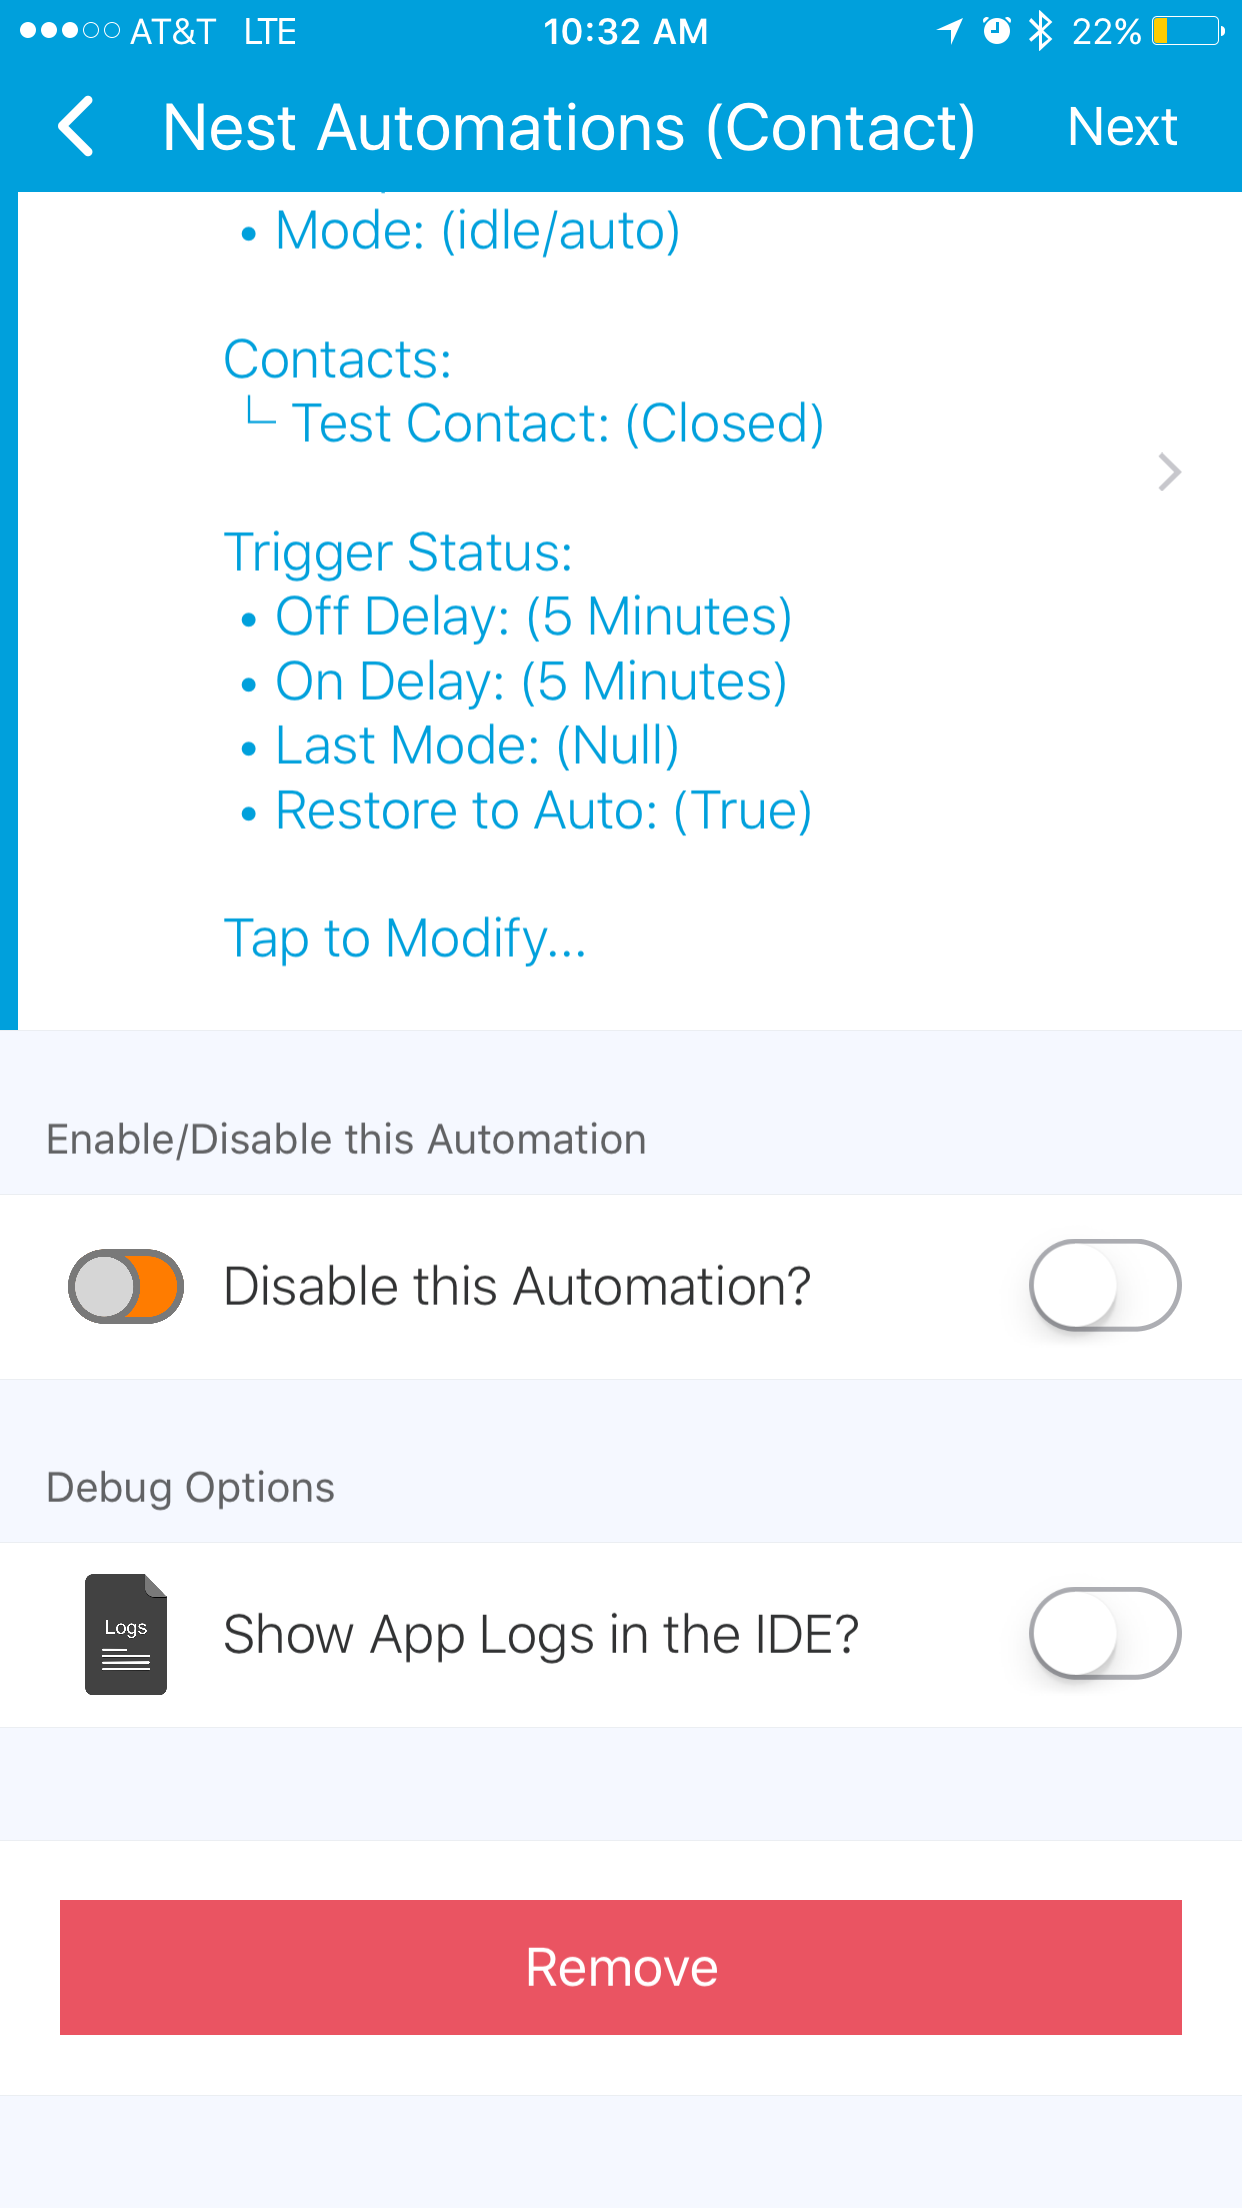 AT&T LTE 10:32 AM 22%
Nest Automations (Contact) Next
• Mode: (idle/auto)
Contacts:
└ Test Contact: (Closed)
Trigger Status:
• Off Delay: (5 Minutes)
• On Delay: (5 Minutes)
• Last Mode: (Null)
• Restore to Auto: (True)
Tap to Modify...
Enable/Disable this Automation
Disable this Automation?
Debug Options
Logs
Show App Logs in the IDE?
Remove